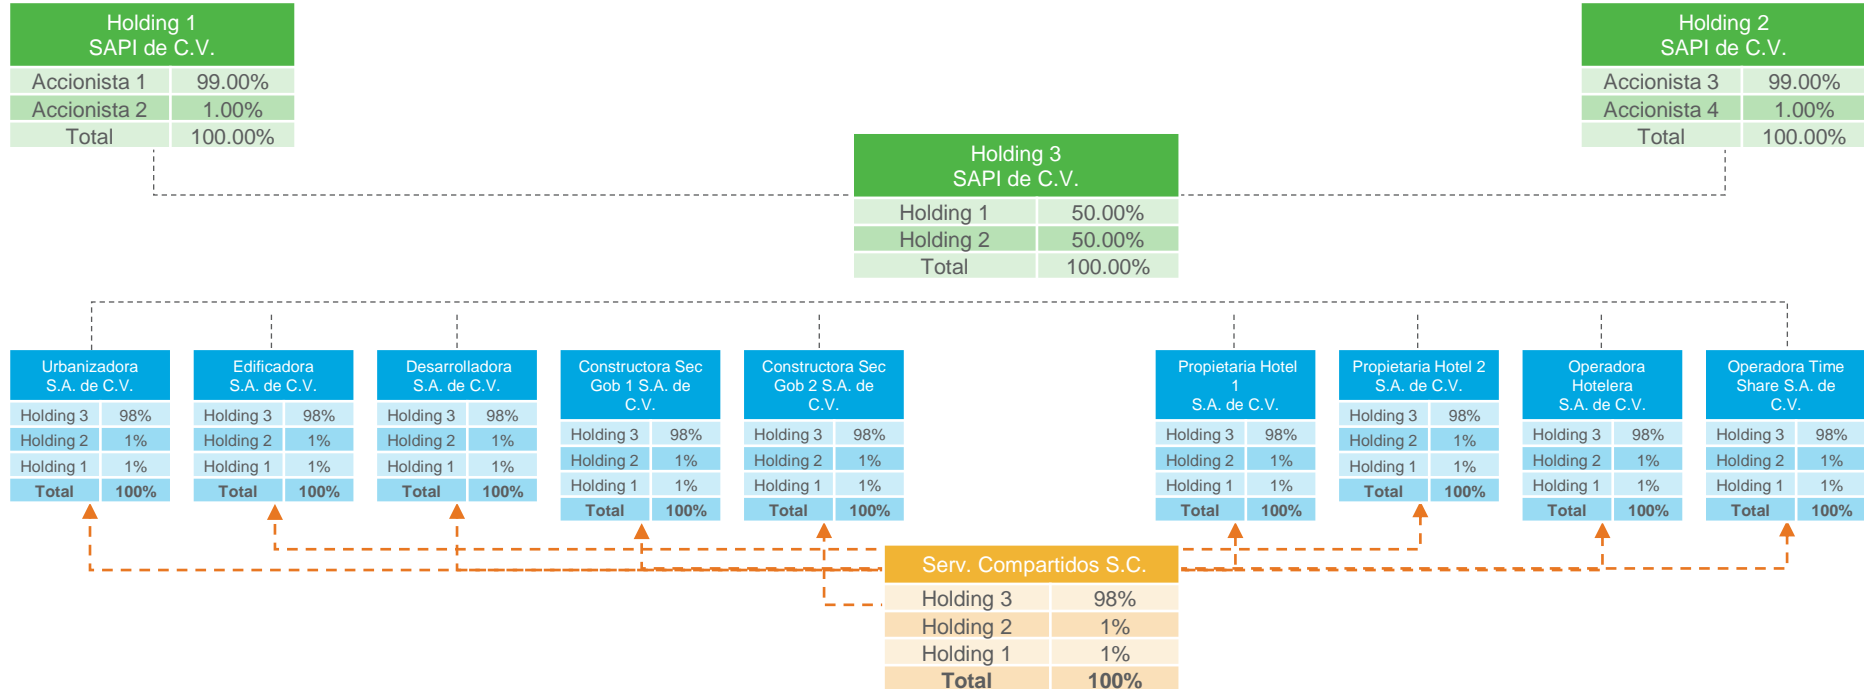 Holding 1
SAPI de C.V.
Accionista 1 99.00%
Accionista 2 1.00%
Total 100.00%
Holding 2
SAPI de C.V.
Accionista 3 99.00%
Accionista 4 1.00%
Total 100.00%
Holding 3
SAPI de C.V.
Holding 1 50.00%
Holding 2 50.00%
Total 100.00%
Urbanizadora
S.A. de C.V.
Holding 3 98%
Holding 2 1%
Holding 1 1%
Total 100%
Edificadora
S.A. de C.V.
Holding 3 98%
Holding 2 1%
Holding 1 1%
Total 100%
Desarrolladora
S.A. de C.V.
Holding 3 98%
Holding 2 1%
Holding 1 1%
Total 100%
Constructora Sec
Gob 1 S.A. de
C.V.
Holding 3 98%
Holding 2 1%
Holding 1 1%
Total 100%
Constructora Sec
Gob 2 S.A. de
C.V.
Holding 3 98%
Holding 2 1%
Holding 1 1%
Total 100%
Propietaria Hotel
1
S.A. de C.V.
Holding 3 98%
Holding 2 1%
Holding 1 1%
Total 100%
Propietaria Hotel 2
S.A. de C.V.
Holding 3 98%
Holding 2 1%
Holding 1 1%
Total 100%
Operadora
Hotelera
S.A. de C.V.
Holding 3 98%
Holding 2 1%
Holding 1 1%
Total 100%
Operadora Time
Share S.A. de
C.V.
Holding 3 98%
Holding 2 1%
Holding 1 1%
Total 100%
Serv. Compartidos S.C.
Holding 3 98%
Holding 2 1%
Holding 1 1%
Total 100%